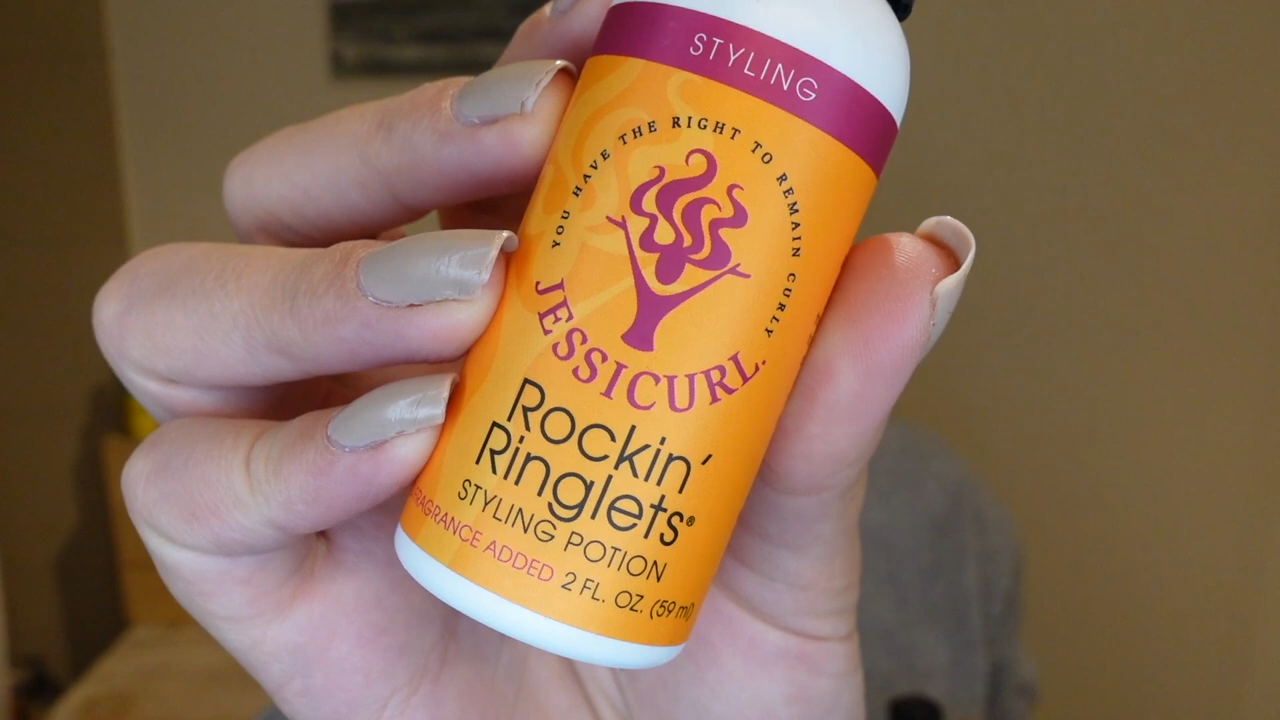 STYLING
YOU HAVE THE RIGHT TO REMAIN CURLY
JESSICURL
Rockin'
Ringlets®
STYLING POTION
FRAGRANCE ADDED 2 FL. OZ. (59 ml)